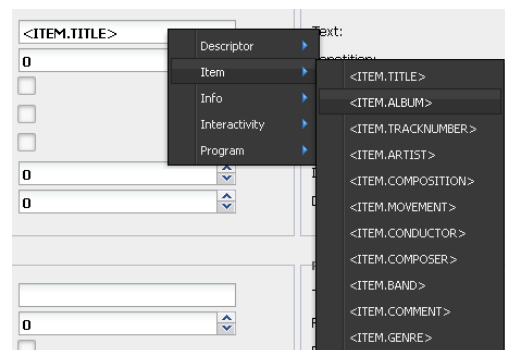 <ITEM.TITLE>
Text:
0
Descriptor
Item
Info
Interactivity
Program
<ITEM.TITLE>
<ITEM.ALBUM>
<ITEM.TRACKNUMBER>
<ITEM.ARTIST>
<ITEM.COMPOSITION>
<ITEM.MOVEMENT>
<ITEM.CONDUCTOR>
<ITEM.COMPOSER>
<ITEM.BAND>
<ITEM.COMMENT>
<ITEM.GENRE>
0
0
0